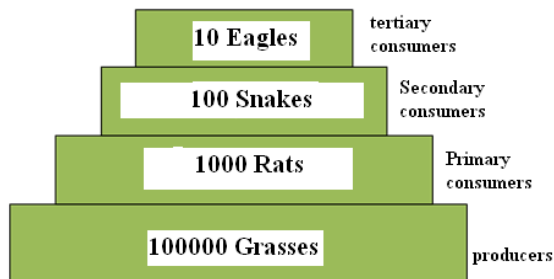 10 Eagles
tertiary
consumers
100 Snakes
Secondary
consumers
1000 Rats
Primary
consumers
100000 Grasses
producers